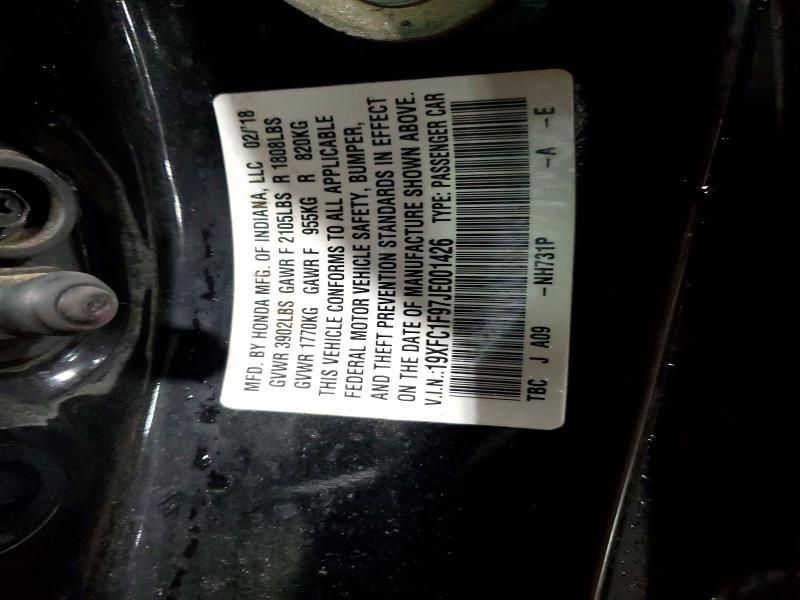 MFD. BY HONDA MFG. OF INDIANA, LLC 02/'18
GVWR 3902LBS GAWR F 2105LBS R 1808LBS
GVWR 1770KG GAWR F 955KG R 820KG
THIS VEHICLE CONFORMS TO ALL APPLICABLE
FEDERAL MOTOR VEHICLE SAFETY, BUMPER,
AND THEFT PREVENTION STANDARDS IN EFFECT
ON THE DATE OF MANUFACTURE SHOWN ABOVE.
V.I.N.:19XFC1F97JE001426 TYPE: PASSENGER CAR
TBC J A09 -NH731P -A -E